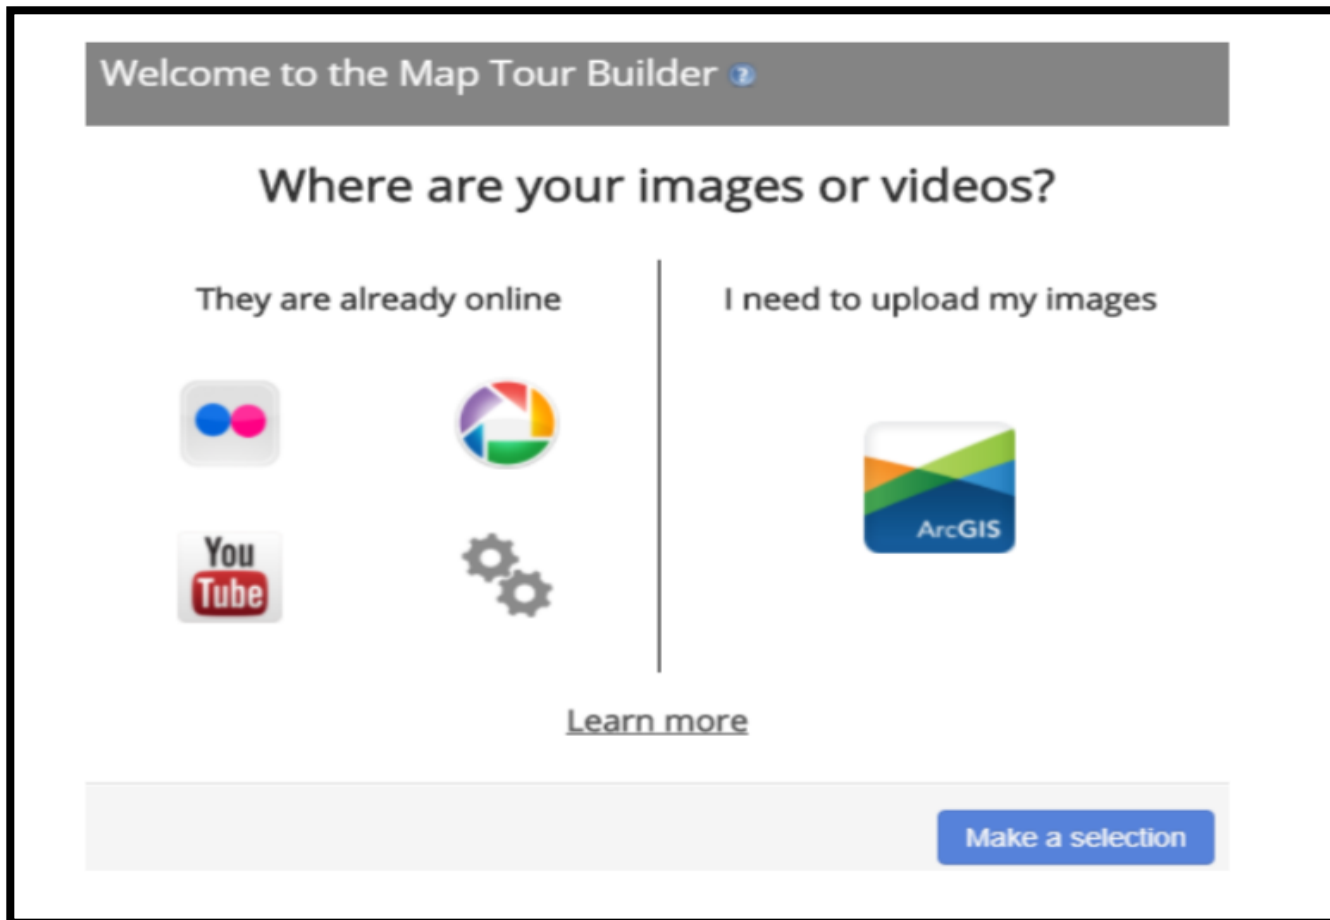 Welcome to the Map Tour Builder ?
Where are your images or videos?
They are already online
I need to upload my images
You
Tube
ArcGIS
Learn more
Make a selection